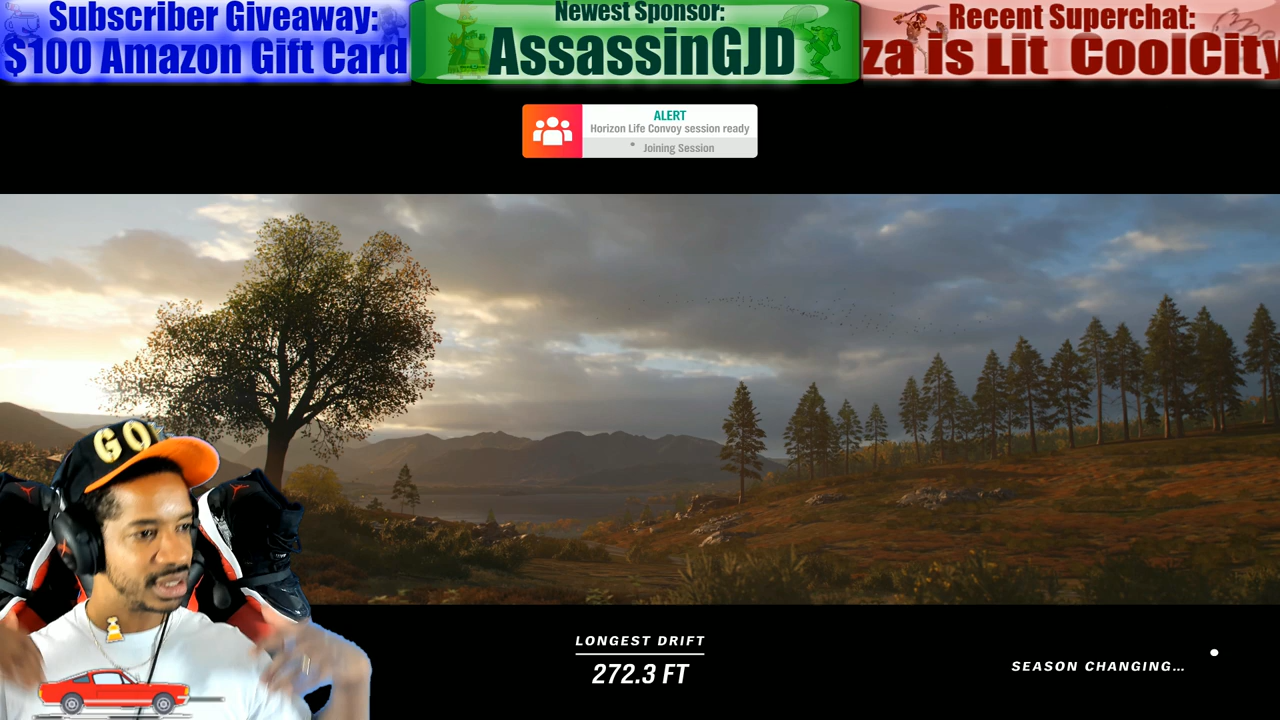 Subscriber Giveaway:
$100 Amazon Gift Card
Newest Sponsor:
AssassinGJD
Recent Superchat:
za is Lit CoolCity
ALERT
Horizon Life Convoy session ready
Joining Session
GO
LONGEST DRIFT
272.3 FT
SEASON CHANGING...